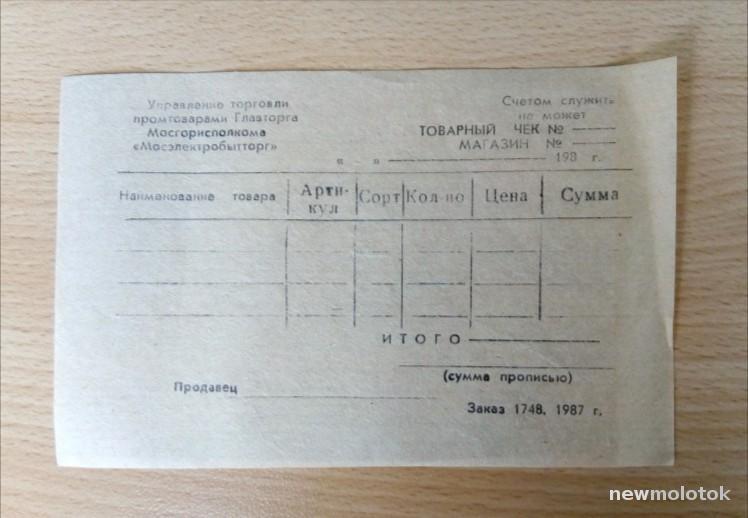 Управление торговли
промтоварами Главторга
Мосгорисполкома
«Мосэлектробытторг»
Счетом служить
не может
ТОВАРНЫЙ ЧЕК №
МАГАЗИН №
« » 198 г.
Наименование товара Арти-кул Сорт Кол-во Цена Сумма
ИТОГО
(сумма прописью)
Продавец
Заказ 1748. 1987 г.
newmolotok